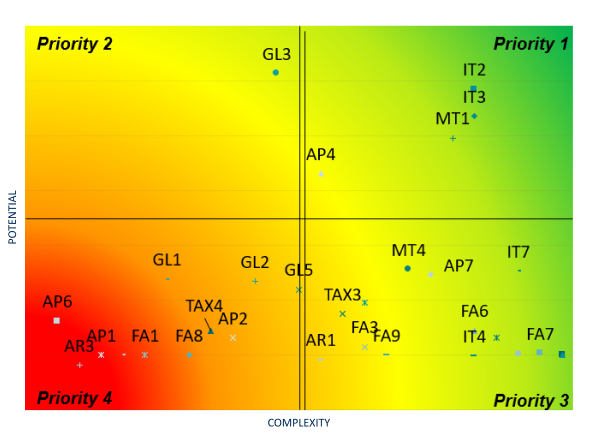 Priority 2
Priority 1
GL3
IT2
IT3
MT1
AP4
POTENTIAL
MT4
IT7
GL1
GL2
GL5
AP7
AP6
TAX4
TAX3
AP2
FA6
AR3
AP1
FA1
FA8
AR1
FA3
FA9
IT4
FA7
Priority 4
Priority 3
COMPLEXITY